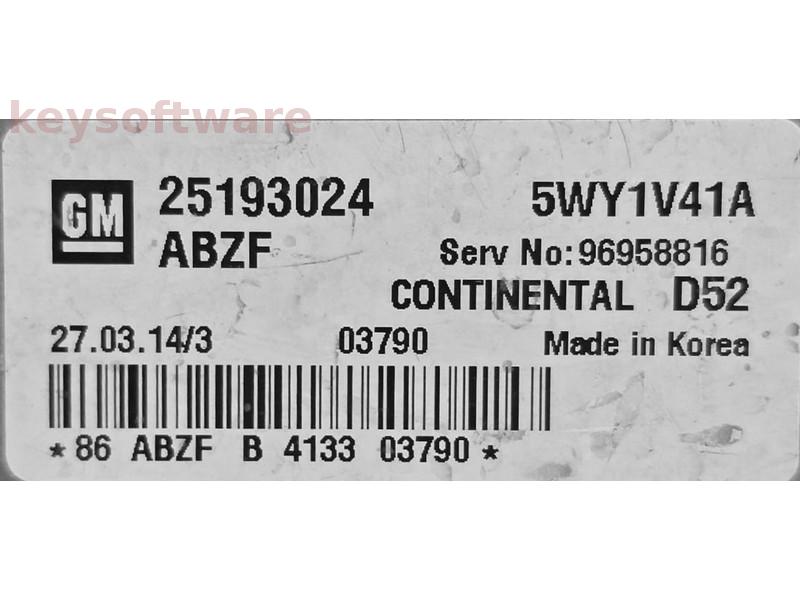 keysoftware
GM 25193024 5WY1V41A
ABZF Serv No:96958816
CONTINENTAL D52
27.03.14/3 03790 Made in Korea
*86 ABZF B 4133 03790*